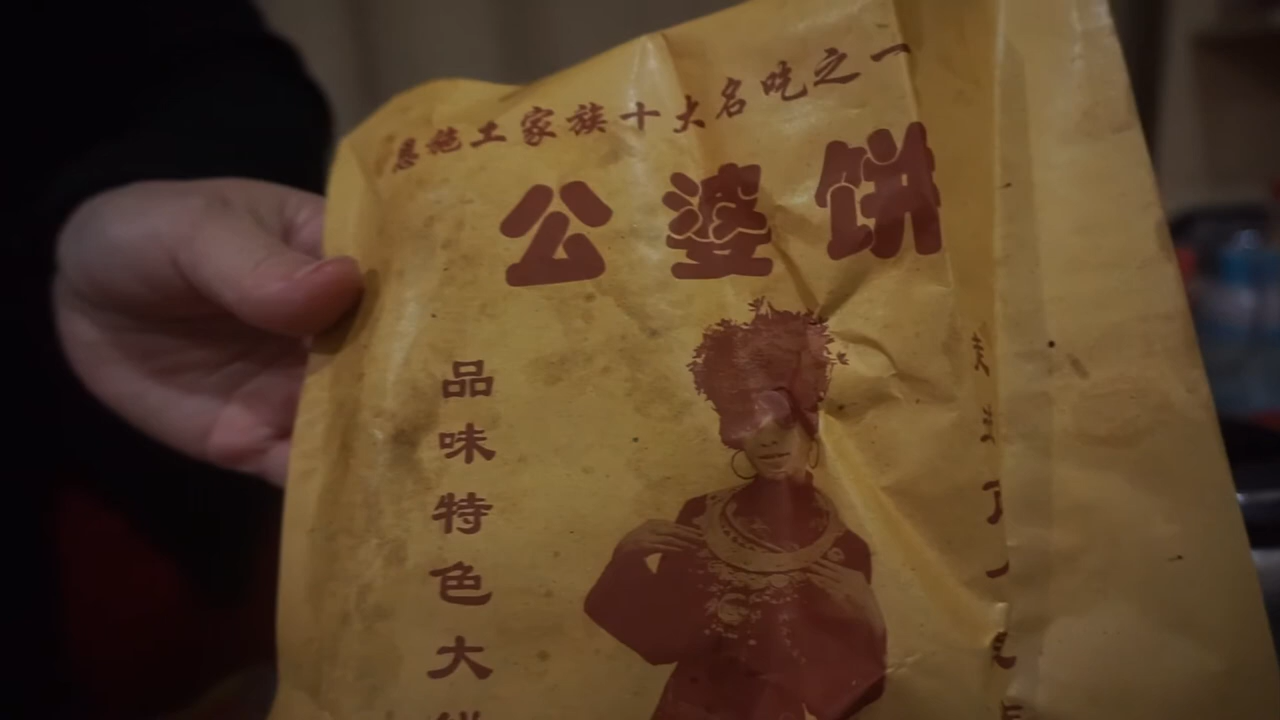 恩施土家族十大名吃之一
公婆饼
品味特色大